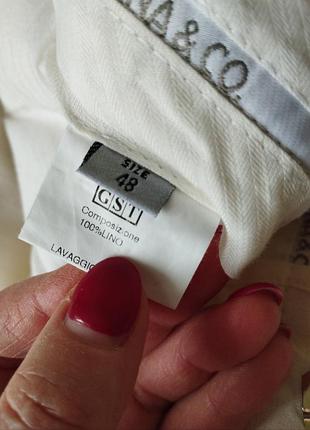 NA&CO.
SIZE
48
GST
Composizione
100%LINO
LAVAGGIO